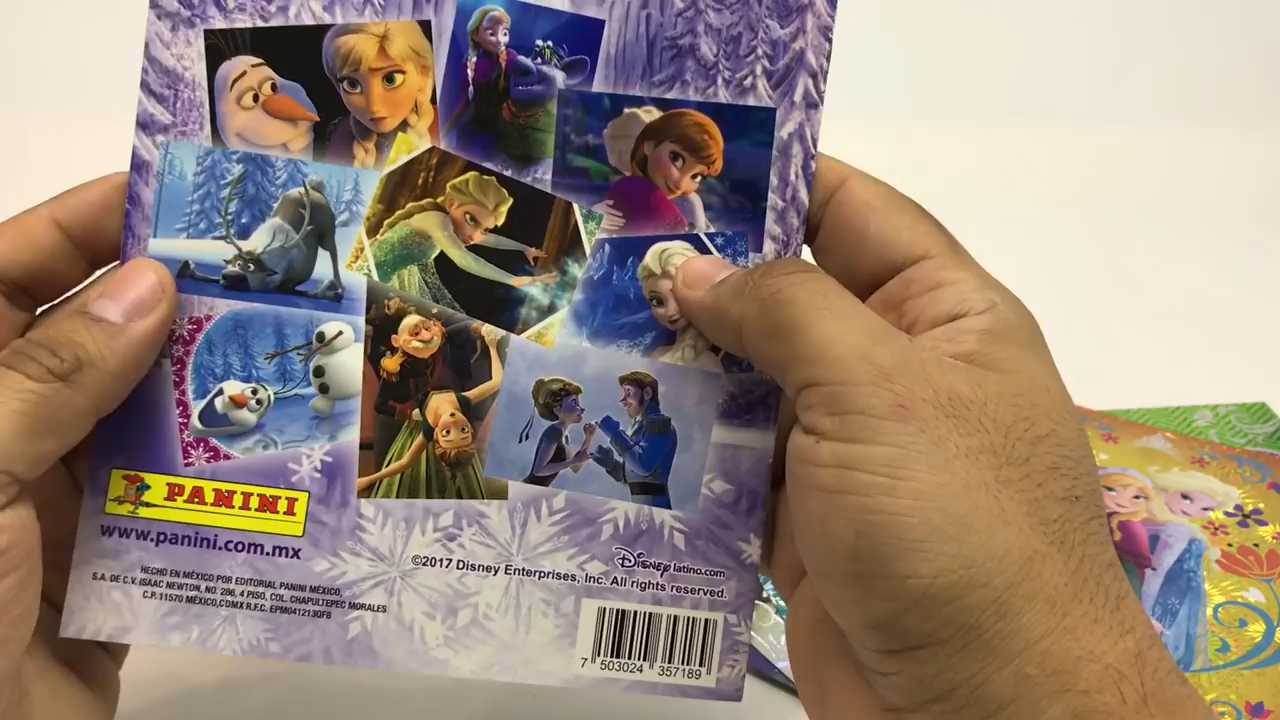 PANINI
www.panini.com.mx
HECHO EN MÉXICO POR EDITORIAL PANINI MÉXICO,
S.A. DE C.V. ISAAC NEWTON, NO. 286, 4 PISO, COL. CHAPULTEPEC MORALES
C.P. 11570 MÉXICO,CDMX R.F.C. EPM041213QF8
DISNEY latino.com
©2017 Disney Enterprises, Inc. All rights reserved.
7 503024 357189